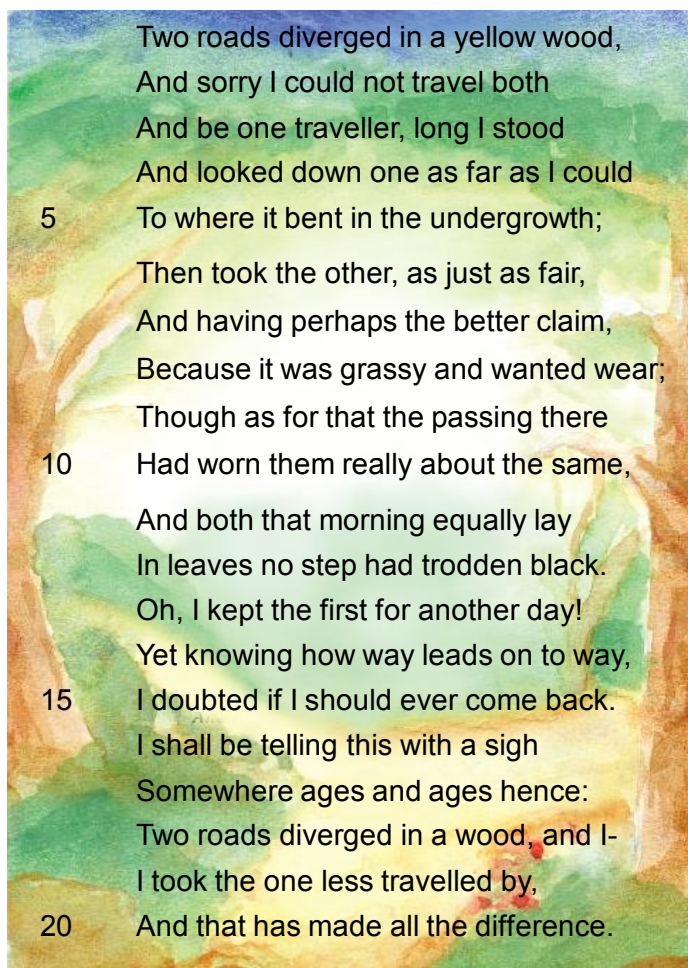 Two roads diverged in a yellow wood,
And sorry I could not travel both
And be one traveller, long I stood
And looked down one as far as I could
5 To where it bent in the undergrowth;
Then took the other, as just as fair,
And having perhaps the better claim,
Because it was grassy and wanted wear;
Though as for that the passing there
10 Had worn them really about the same,
And both that morning equally lay
In leaves no step had trodden black.
Oh, I kept the first for another day!
Yet knowing how way leads on to way,
15 I doubted if I should ever come back.
I shall be telling this with a sigh
Somewhere ages and ages hence:
Two roads diverged in a wood, and I-
I took the one less travelled by,
20 And that has made all the difference.